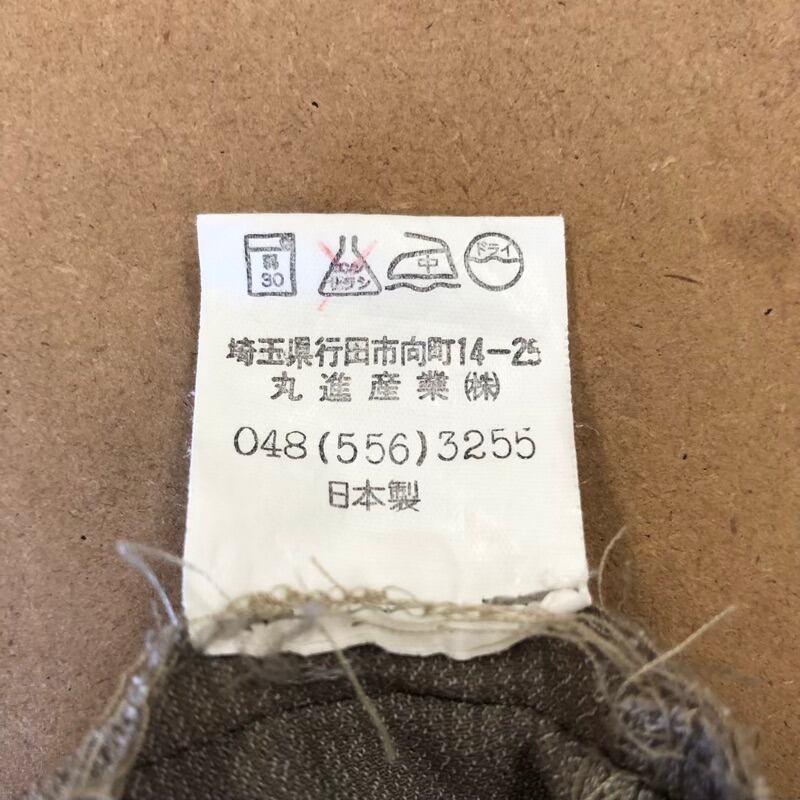 弱 30 エンソ サラシ 中 ドライ
埼玉県行田市向町14-25
丸進産業㈱
048(556)3255
日本製